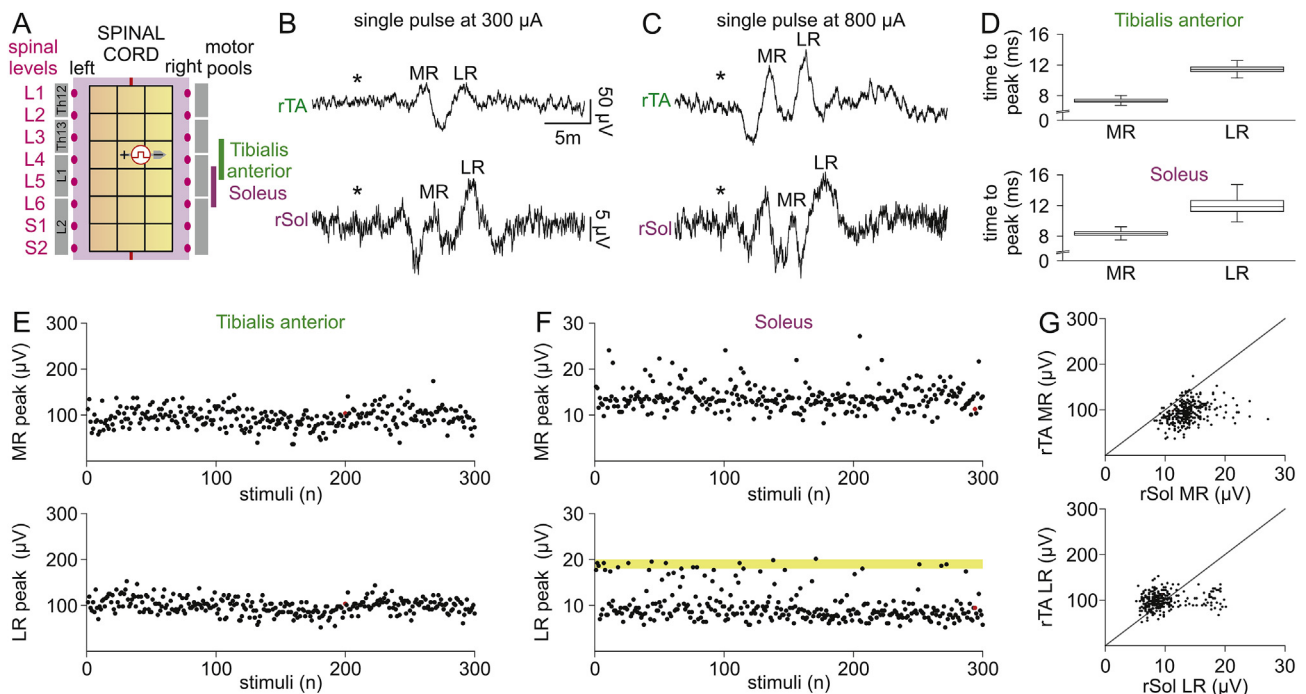 A
spinal levels
SPINAL CORD
left
right
motor pools
L1
L2
L3
L4
L5
L6
S1
S2
Th12
Th13
L1
L2
+
−
Tibialis anterior
Soleus
B
single pulse at 300 µA
*
MR
LR
rTA
50 µV
5m
*
MR
LR
rSol
5 µV
C
single pulse at 800 µA
*
MR
LR
rTA
*
MR
LR
rSol
D
Tibialis anterior
time to peak (ms)
16
12
8
0
MR
LR
Soleus
time to peak (ms)
16
12
8
0
MR
LR
E
Tibialis anterior
MR peak (µV)
300
200
100
0
100
200
300
stimuli (n)
LR peak (µV)
300
200
100
0
100
200
300
stimuli (n)
F
Soleus
MR peak (µV)
30
20
10
0
100
200
300
stimuli (n)
LR peak (µV)
30
20
10
0
100
200
300
stimuli (n)
G
rTA MR (µV)
300
200
100
0
10
20
30
rSol MR (µV)
rTA LR (µV)
300
200
100
0
10
20
30
rSol LR (µV)